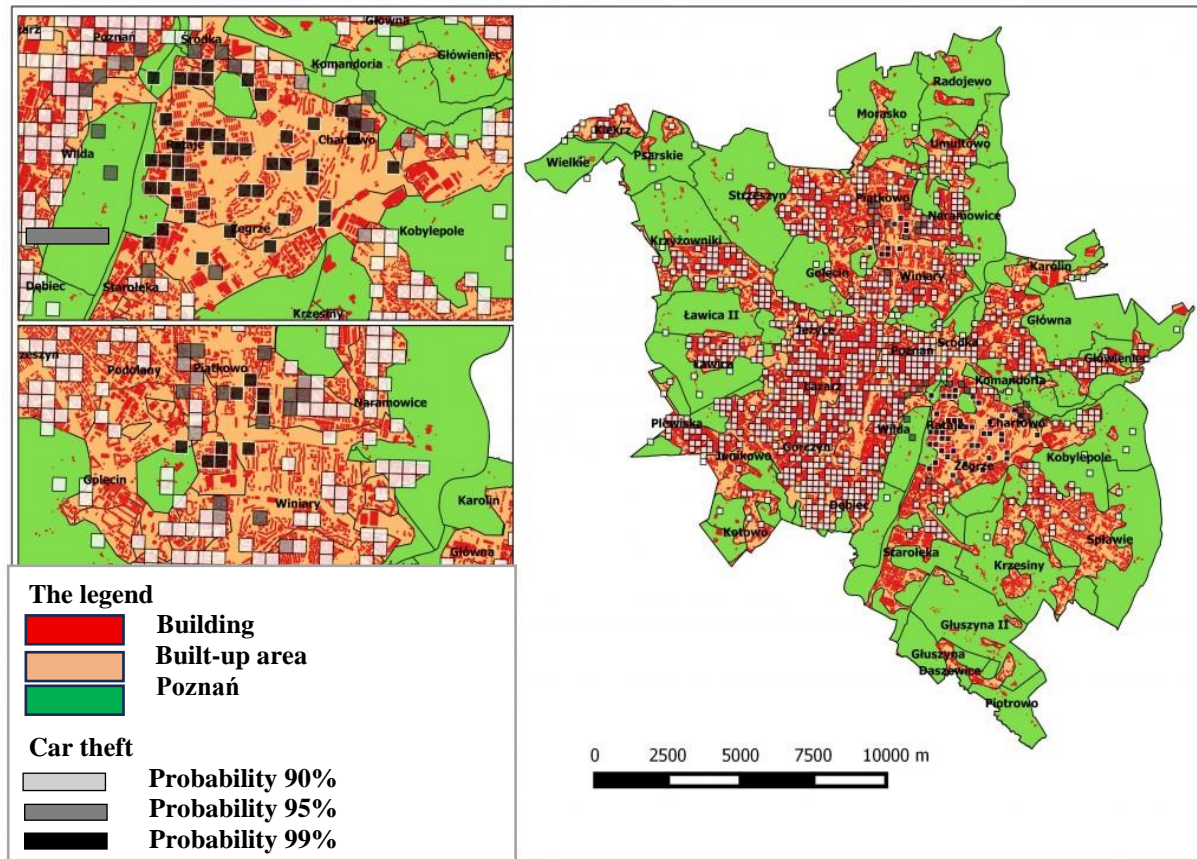 Główna
garz
Poznań
Środka
Główieniec
Komandoria
Wilda
Rataje
Chartowo
Żegrze
Kobylepole
Dębiec
Starołęka
Krzesiny
rzeszyn
Podolany
Piątkowo
Naramowice
Golęcin
Winiary
Karolin
Główna
The legend
Building
Built-up area
Poznań
Car theft
Probability 90%
Probability 95%
Probability 99%
Radojewo
Morasko
Kiekrz
Umultowo
Wielkie
Psarskie
Strzeszyn
Piątkowo
Naramowice
Krzyżowniki
Golęcin
Winiary
Karolin
Ławica II
Główna
Jeżyce
Środka
Poznań
Ławica
Główieniec
Komandoria
Łazarz
Plewiska
Wilda
Rataje
Chartowo
Junikowo
Górczyn
Żegrze
Kobylepole
Dębiec
Kotowo
Starołęka
Spławie
Krzesiny
Głuszyna II
Głuszyna
Daszewice
Piotrowo
0 2500 5000 7500 10000 m